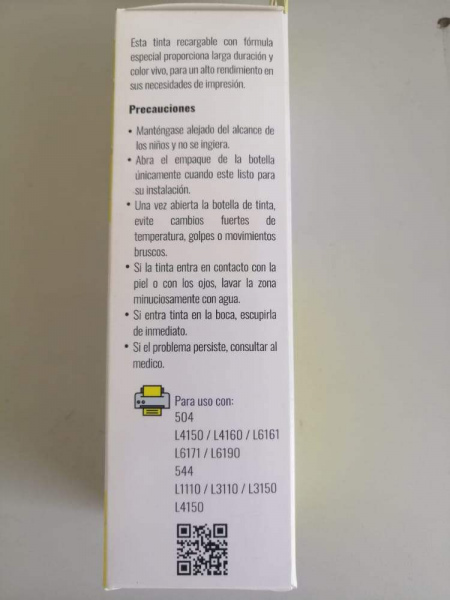 Esta tinta recargable con fórmula
especial proporciona larga duración y
color vivo, para un alto rendimiento en
sus necesidades de impresión.
Precauciones
• Manténgase alejado del alcance de
los niños y no se ingiera.
• Abra el empaque de la botella
únicamente cuando este listo para
su instalación.
• Una vez abierta la botella de tinta,
evite cambios fuertes de
temperatura, golpes o movimientos
bruscos.
• Si la tinta entra en contacto con la
piel o con los ojos, lavar la zona
minuciosamente con agua.
• Si entra tinta en la boca, escupirla
de inmediato.
• Si el problema persiste, consultar al
medico.
Para uso con:
504
L4150 / L4160 / L6161
L6171 / L6190
544
L1110 / L3110 / L3150
L4150